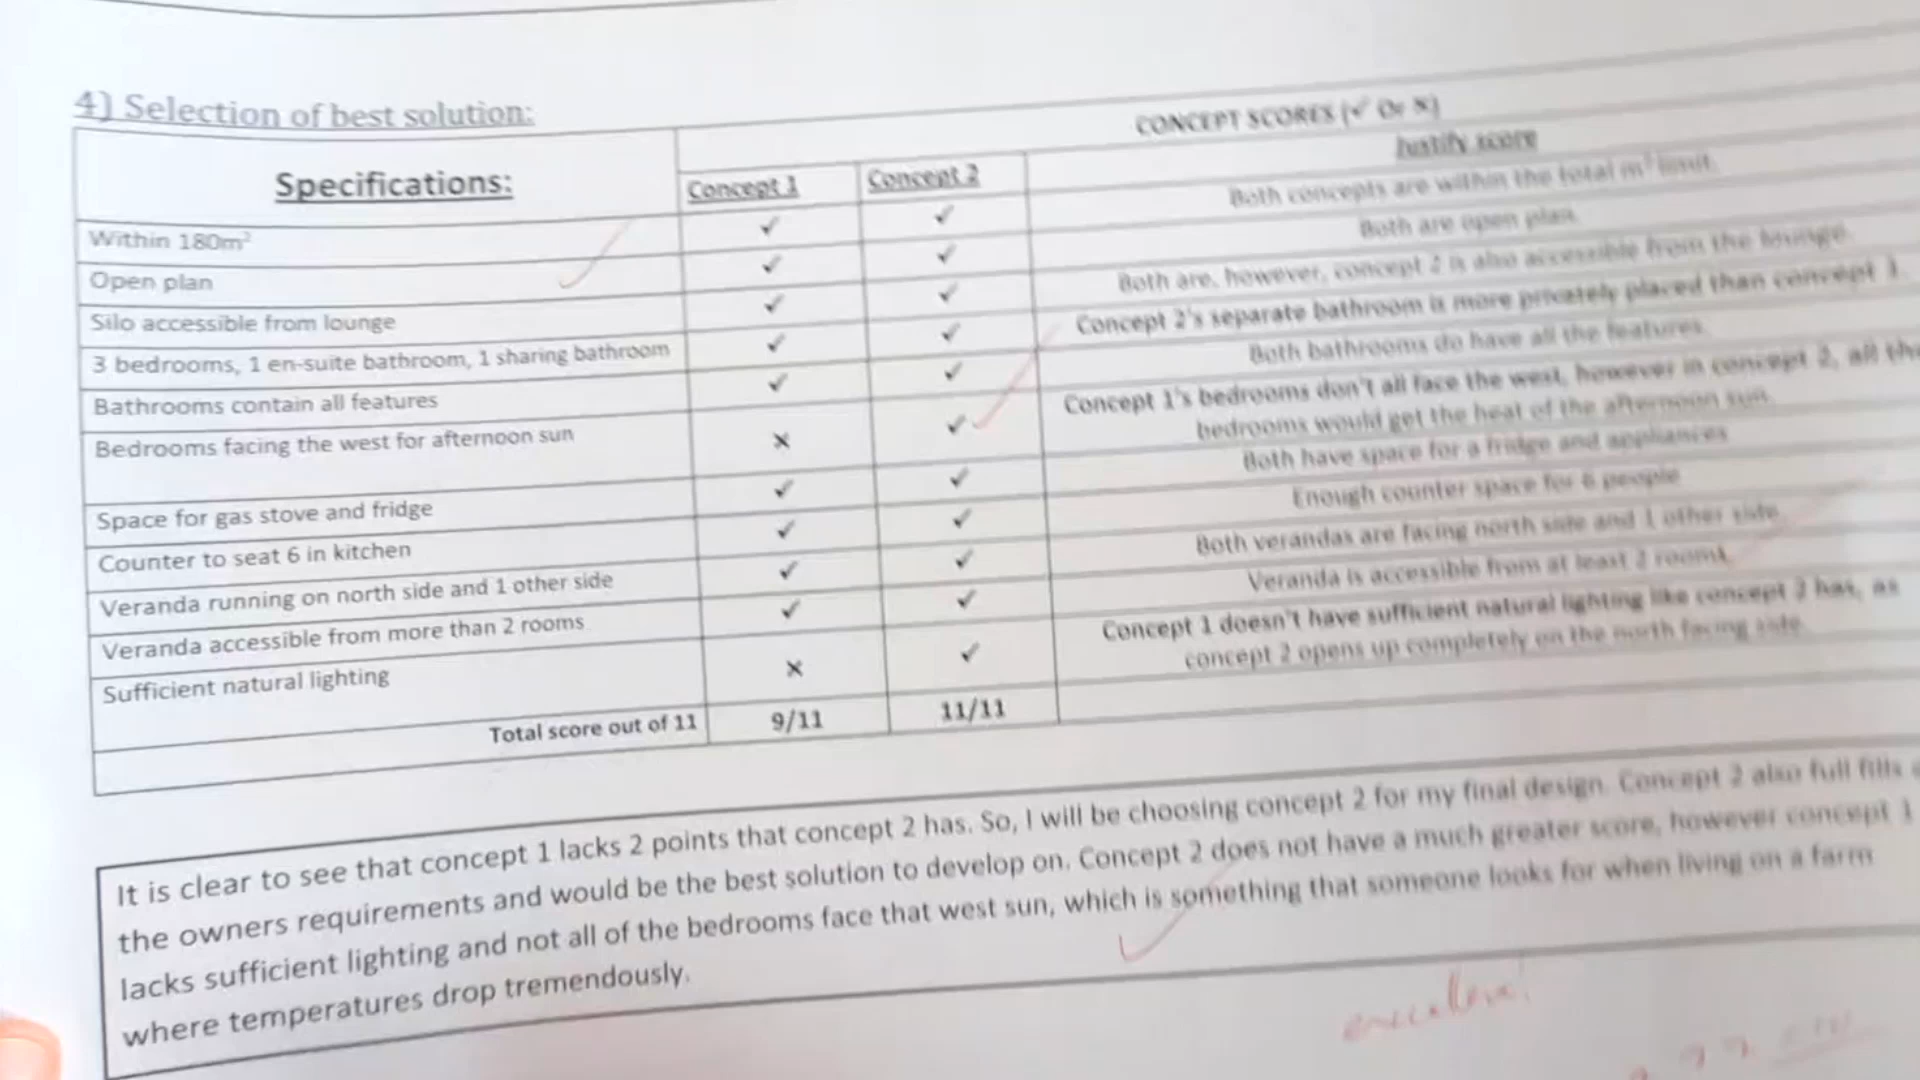 4) Selection of best solution:
CONCEPT SCORES (✓ Or ×)
Specifications:
Concept 1
Concept 2
Justify score
Within 180m² ✓ ✓ Both concepts are within the total m² limit.
Open plan ✓ ✓ Both are open plan.
Silo accessible from lounge ✓ ✓ Both are, however, concept 2 is also accessible from the lounge.
3 bedrooms, 1 en-suite bathroom, 1 sharing bathroom ✓ ✓ Concept 2's separate bathroom is more privately placed than concept 1.
Bathrooms contain all features ✓ ✓ Both bathrooms do have all the features.
Bedrooms facing the west for afternoon sun × ✓ Concept 1's bedrooms don't all face the west, however in concept 2, all the
bedrooms would get the heat of the afternoon sun.
Space for gas stove and fridge ✓ ✓ Both have space for a fridge and appliances
Counter to seat 6 in kitchen ✓ ✓ Enough counter space for 6 people
Veranda running on north side and 1 other side ✓ ✓ Both verandas are facing north side and 1 other side
Veranda accessible from more than 2 rooms ✓ ✓ Veranda is accessible from at least 2 rooms
Sufficient natural lighting × ✓ Concept 1 doesn't have sufficient natural lighting like concept 2 has, as
concept 2 opens up completely on the north facing side.
Total score out of 11 9/11 11/11
It is clear to see that concept 1 lacks 2 points that concept 2 has. So, I will be choosing concept 2 for my final design. Concept 2 also full fills
the owners requirements and would be the best solution to develop on. Concept 2 does not have a much greater score, however concept 1
lacks sufficient lighting and not all of the bedrooms face that west sun, which is something that someone looks for when living on a farm
where temperatures drop tremendously.
excellent!